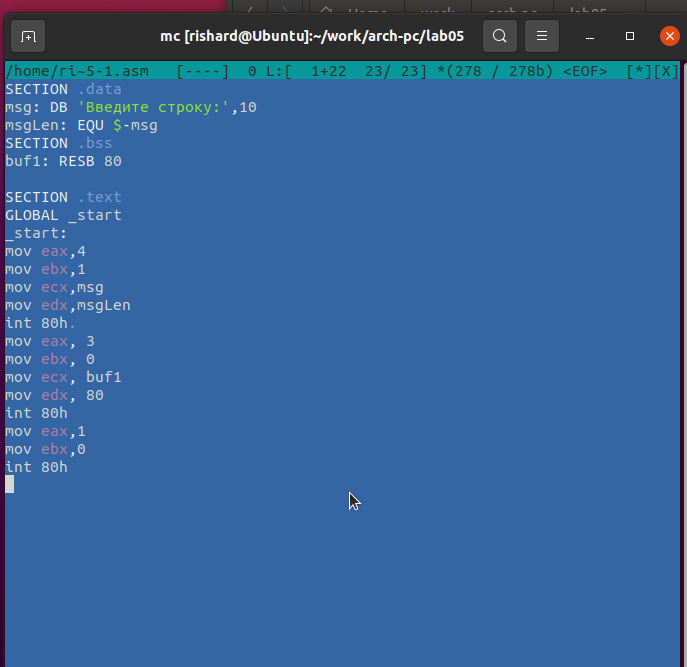 mc [rishard@Ubuntu]:~/work/arch-pc/lab05
/home/ri~5-1.asm [----] 0 L:[ 1+22 23/ 23] *(278 / 278b) <EOF> [*][X]
SECTION .data
msg: DB 'Введите строку:',10
msgLen: EQU $-msg
SECTION .bss
buf1: RESB 80
SECTION .text
GLOBAL _start
_start:
mov eax,4
mov ebx,1
mov ecx,msg
mov edx,msgLen
int 80h.
mov eax, 3
mov ebx, 0
mov ecx, buf1
mov edx, 80
int 80h
mov eax,1
mov ebx,0
int 80h